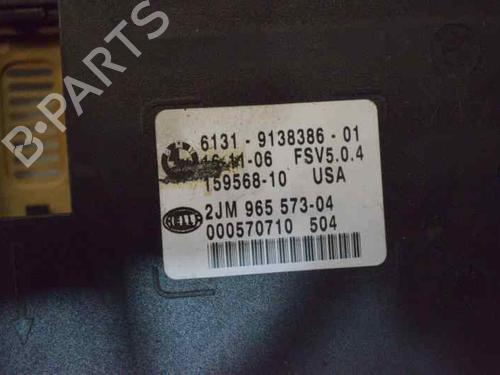 6131 - 9138386 - 01
16-11-06 FSV5.0.4
159568-10 USA
2JM 965 573-04
HELLA
000570710 504
B-PARTS